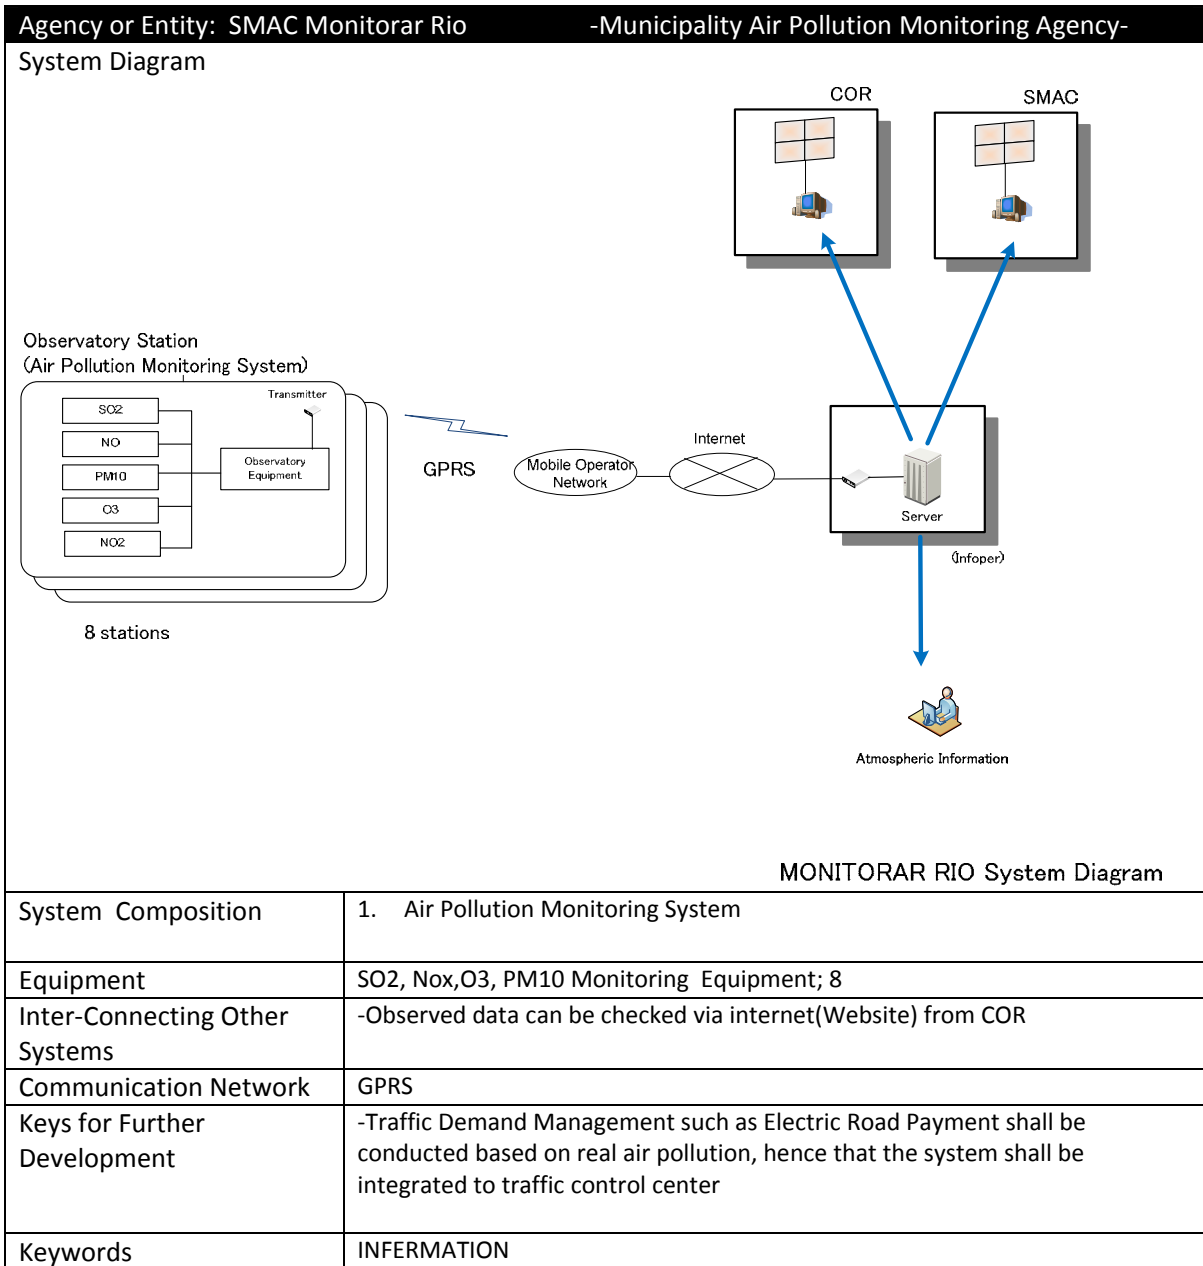 Agency or Entity: SMAC Monitorar Rio -Municipality Air Pollution Monitoring Agency-
System Diagram
COR
SMAC
Observatory Station
(Air Pollution Monitoring System)
Transmitter
SO2
NO
PM10
O3
NO2
Observatory
Equipment
GPRS
Mobile Operator
Network
Internet
Server
(Infoper)
8 stations
Atmospheric Information
MONITORAR RIO System Diagram
System Composition
1. Air Pollution Monitoring System
Equipment
SO2, Nox,O3, PM10 Monitoring Equipment; 8
Inter-Connecting Other
Systems
-Observed data can be checked via internet(Website) from COR
Communication Network
GPRS
Keys for Further
Development
-Traffic Demand Management such as Electric Road Payment shall be
conducted based on real air pollution, hence that the system shall be
integrated to traffic control center
Keywords
INFERMATION